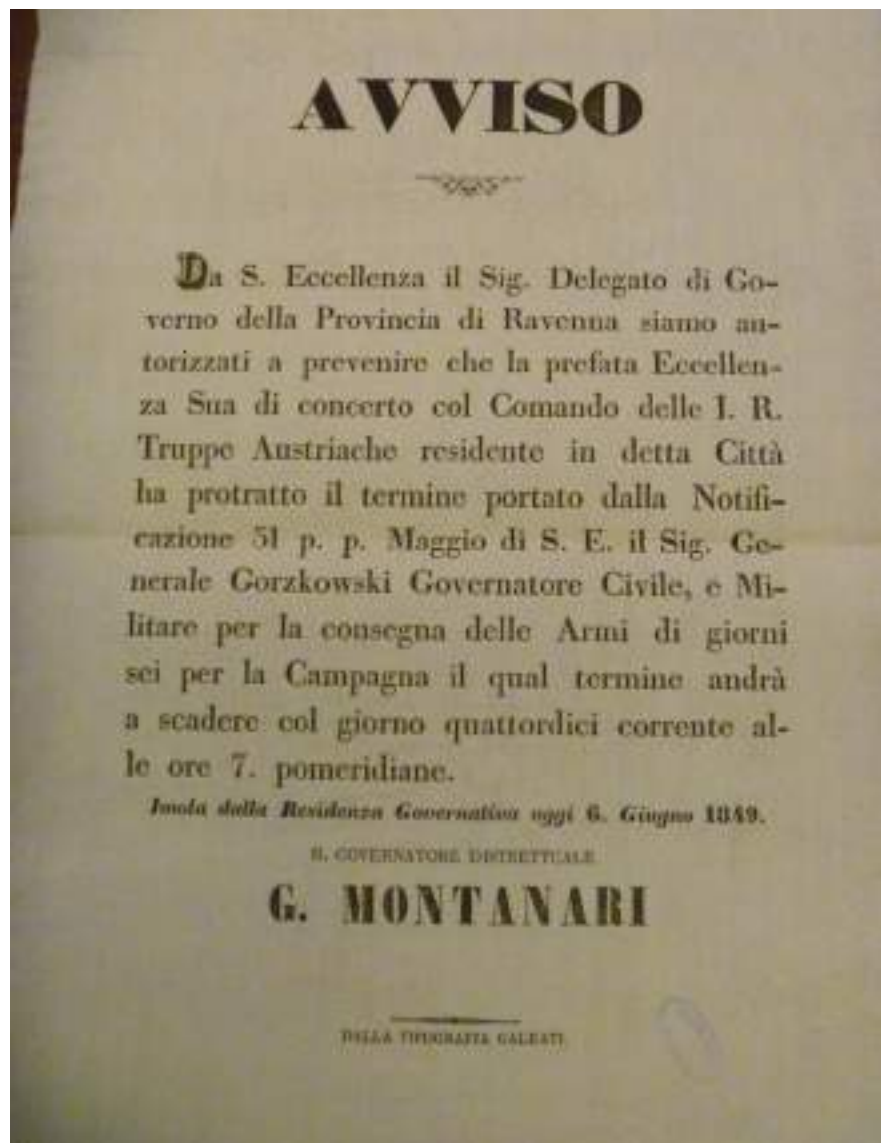 AVVISO
Da S. Eccellenza il Sig. Delegato di Go-
verno della Provincia di Ravenna siamo au-
torizzati a prevenire che la prefata Eccellen-
za Sua di concerto col Comando delle I. R.
Truppe Austriache residente in detta Città
ha protratto il termine portato dalla Notifi-
cazione 31 p. p. Maggio di S. E. il Sig. Ge-
nerale Gorzkowski Governatore Civile, e Mi-
litare per la consegna delle Armi di giorni
sei per la Campagna il qual termine andrà
a scadere col giorno quattordici corrente al-
le ore 7. pomeridiane.
Imola dalla Residenza Governativa oggi 6. Giugno 1849.
IL GOVERNATORE DISTRETTUALE
G. MONTANARI
DALLA TIPOGRAFIA GALEATI